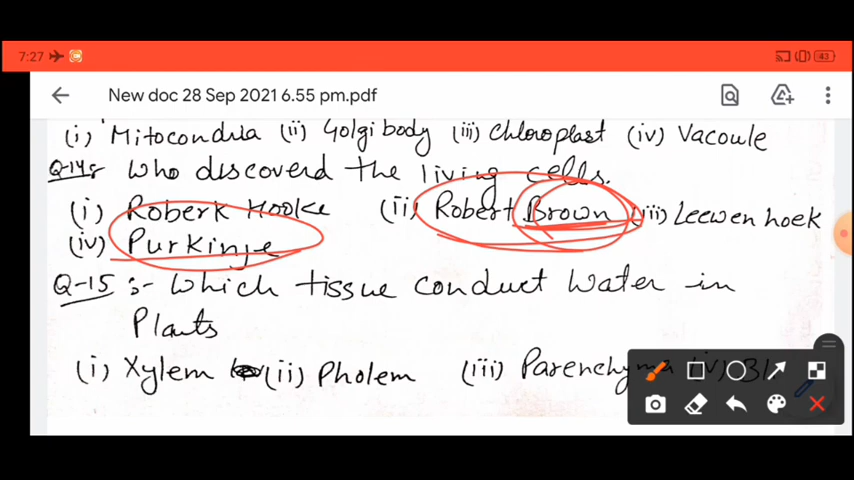 7:27
43
New doc 28 Sep 2021 6.55 pm.pdf
(i) Mitocondria (ii) Golgi body (iii) Chloroplast (iv) Vacoule
Q-14: Who discoverd the living cells.
(i) Roberk Hooke (ii) Robert Brown (iii) Leewen hoek
(iv) Purkinje
Q-15 :- Which tissue conduct Water in
Plants
(i) Xylem (ii) Pholem (iii) Parenchyma (iv)